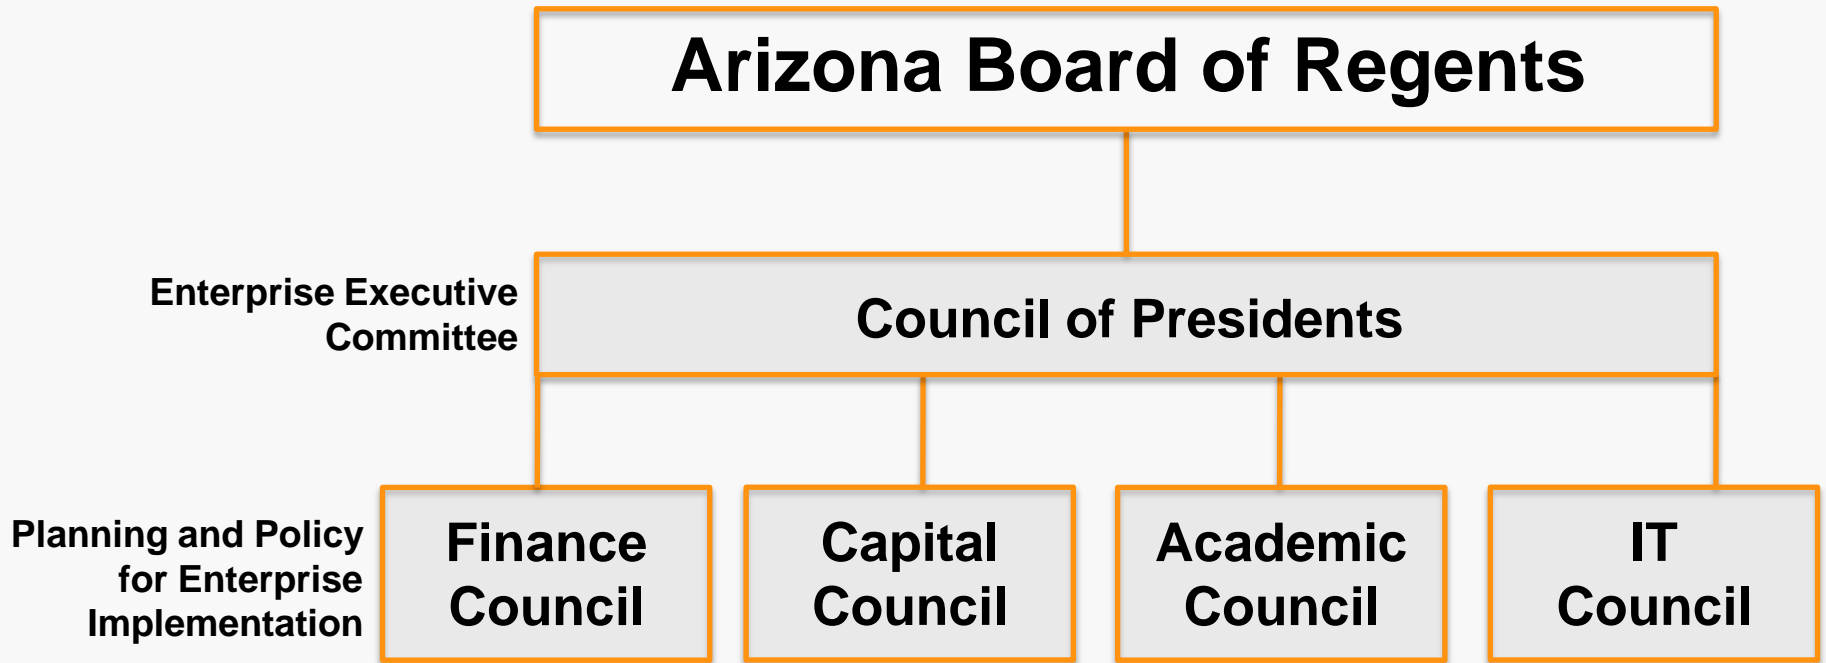 Arizona Board of Regents
Enterprise Executive
Committee
Council of Presidents
Planning and Policy
for Enterprise
Implementation
Finance
Council
Capital
Council
Academic
Council
IT
Council